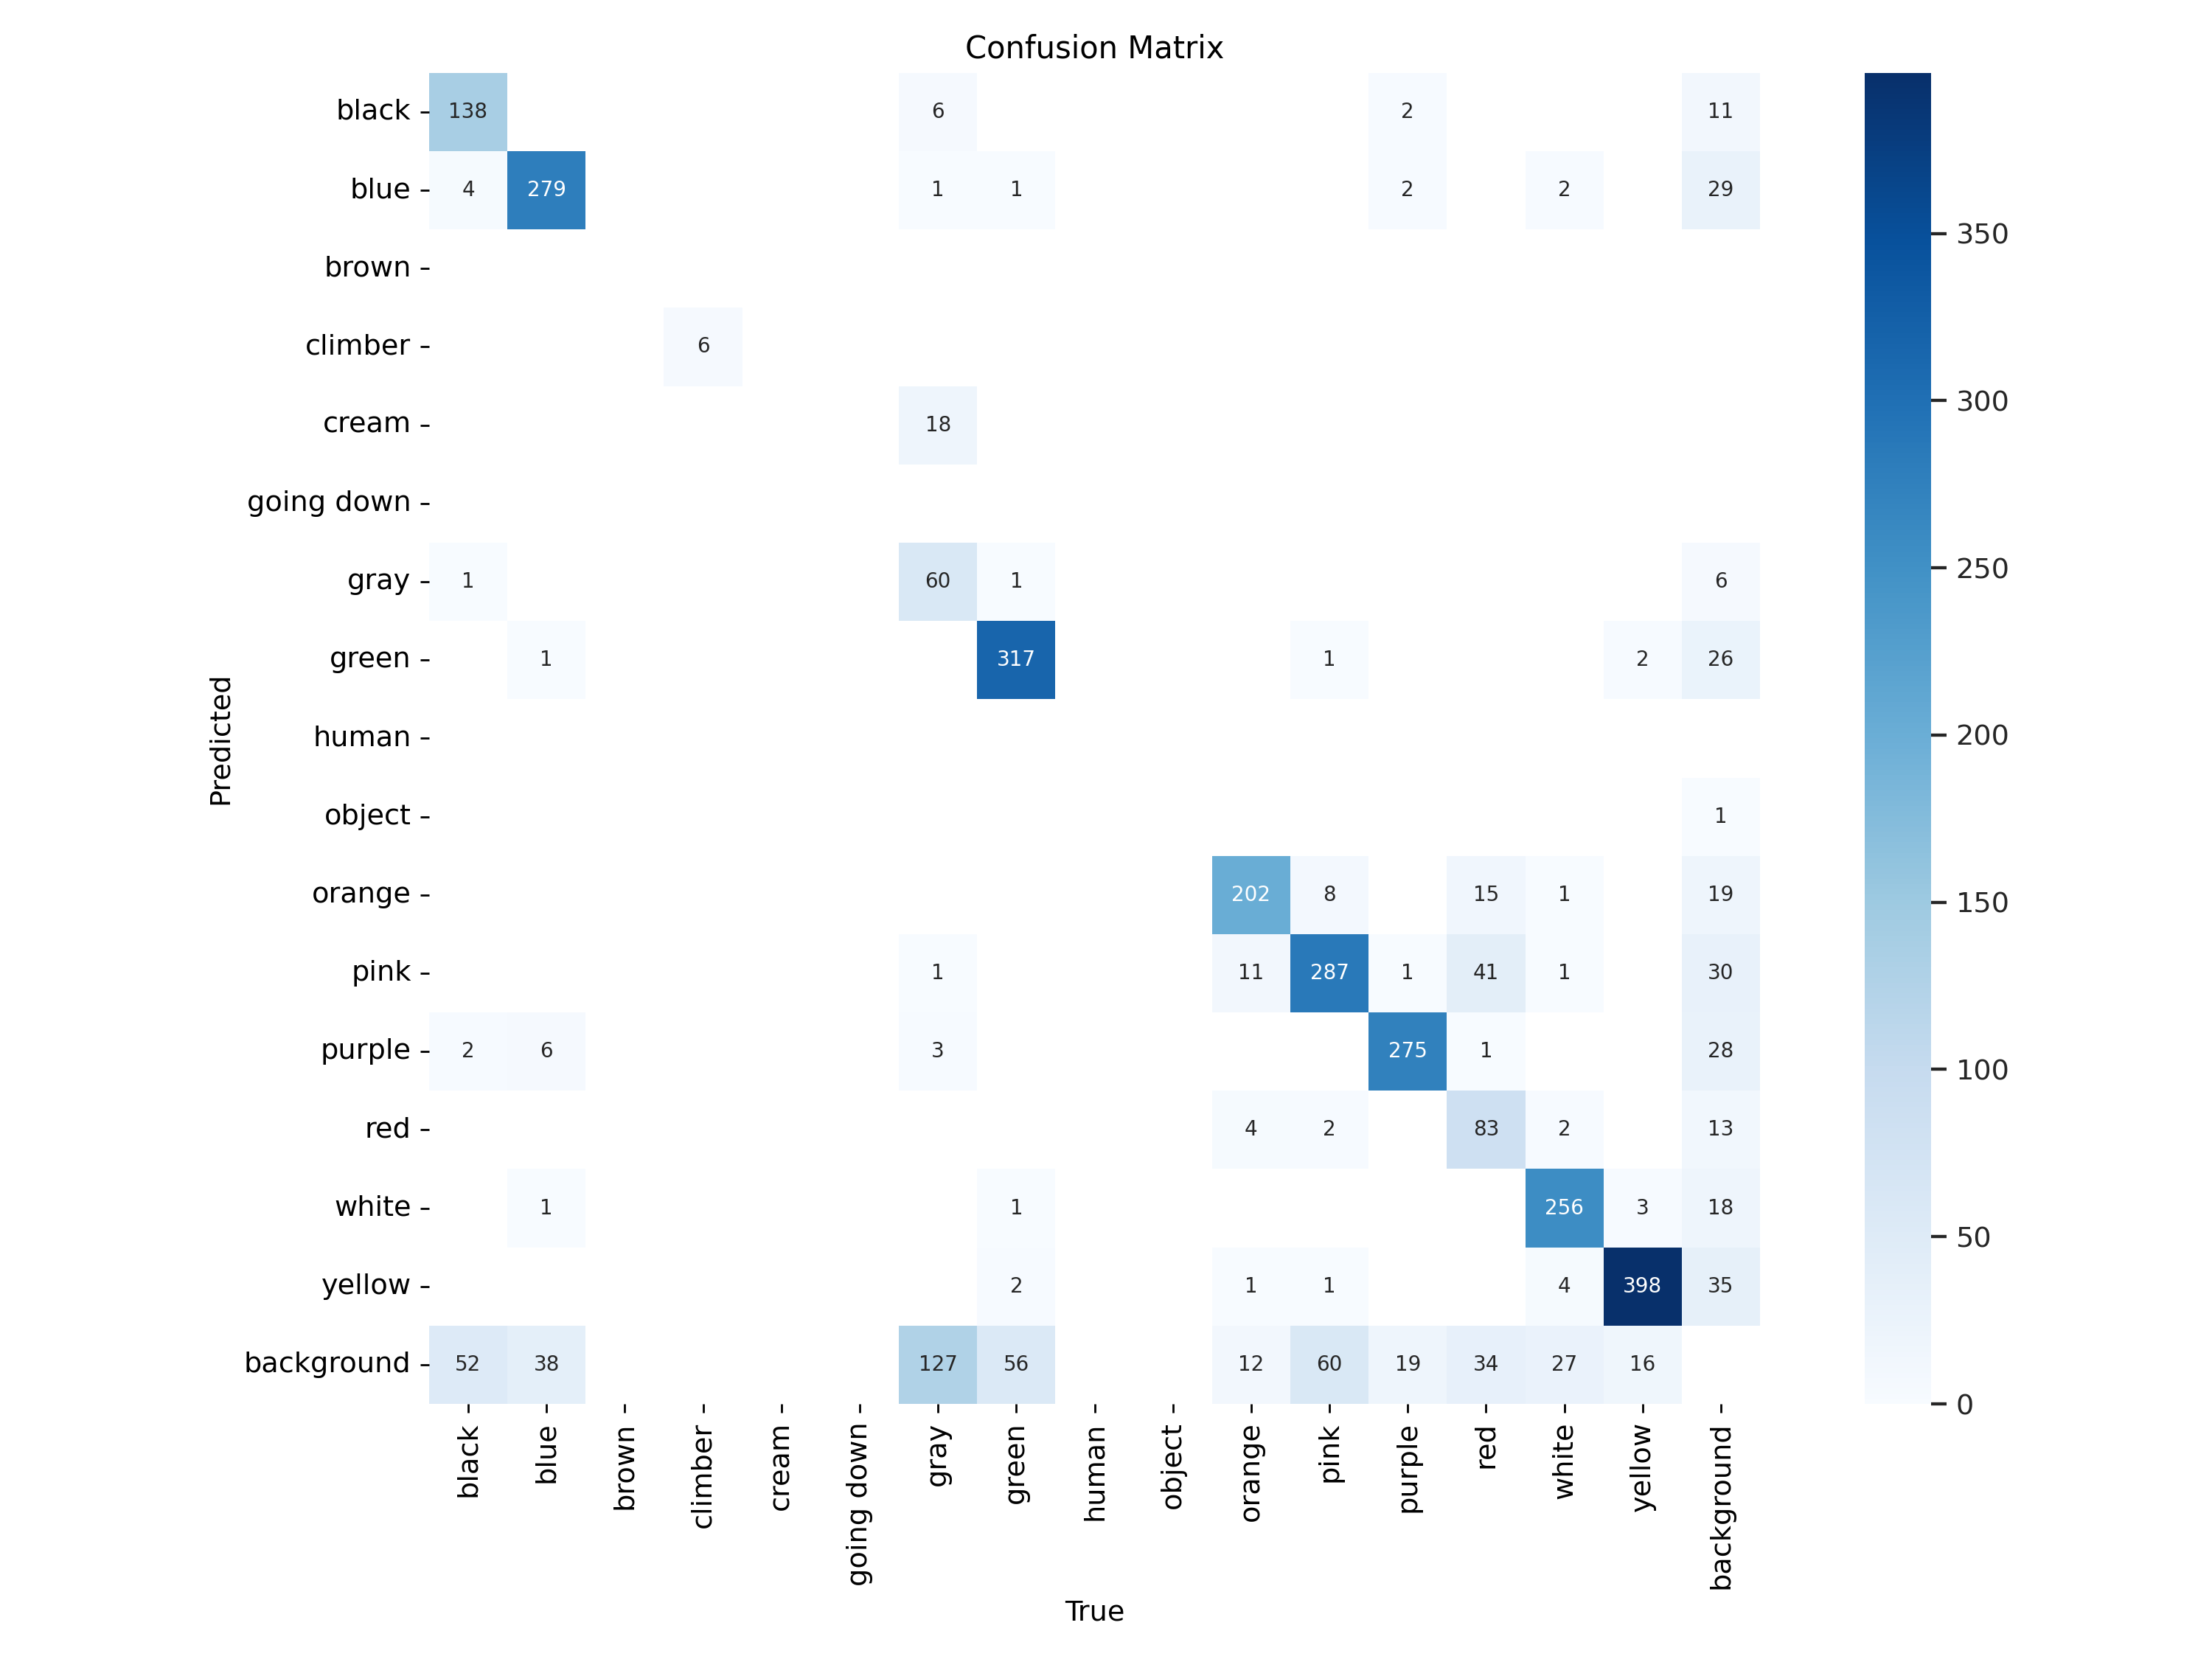 Confusion Matrix
black 138 6 2 11
blue 4 279 1 1 2 2 29
brown
climber 6
cream 18
going down
gray 1 60 1 6
green 1 317 1 2 26
human
object 1
orange 202 8 15 1 19
pink 1 11 287 1 41 1 30
purple 2 6 3 275 1 28
red 4 2 83 2 13
white 1 1 256 3 18
yellow 2 1 1 4 398 35
background 52 38 127 56 12 60 19 34 27 16
Predicted
black blue brown climber cream going down gray green human object orange pink purple red white yellow background
True
350
300
250
200
150
100
50
0